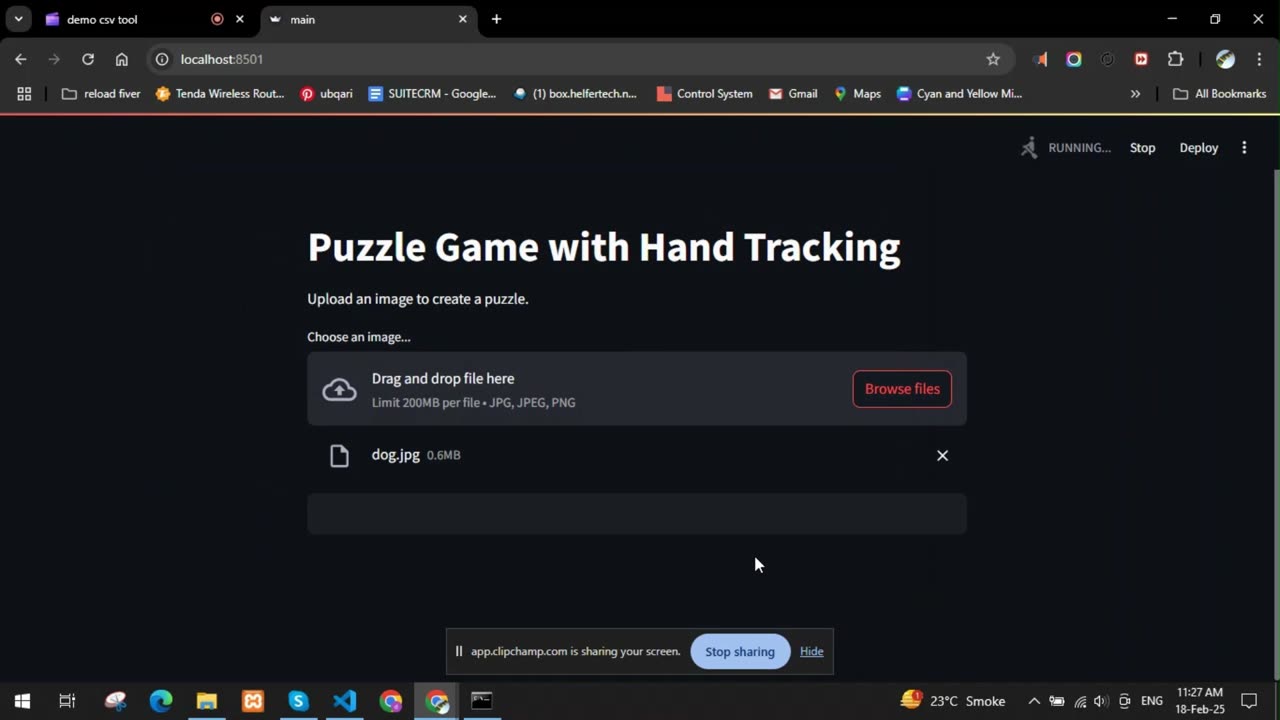 demo csv tool
main
localhost:8501
reload fiver
Tenda Wireless Rout...
ubqari
SUITECRM - Google...
(1) box.helfertech.n...
Control System
Gmail
Maps
Cyan and Yellow Mi...
All Bookmarks
RUNNING...
Stop
Deploy
Puzzle Game with Hand Tracking
Upload an image to create a puzzle.
Choose an image...
Drag and drop file here
Limit 200MB per file • JPG, JPEG, PNG
Browse files
dog.jpg 0.6MB
app.clipchamp.com is sharing your screen.
Stop sharing
Hide
1
23°C Smoke
ENG
11:27 AM
18-Feb-25